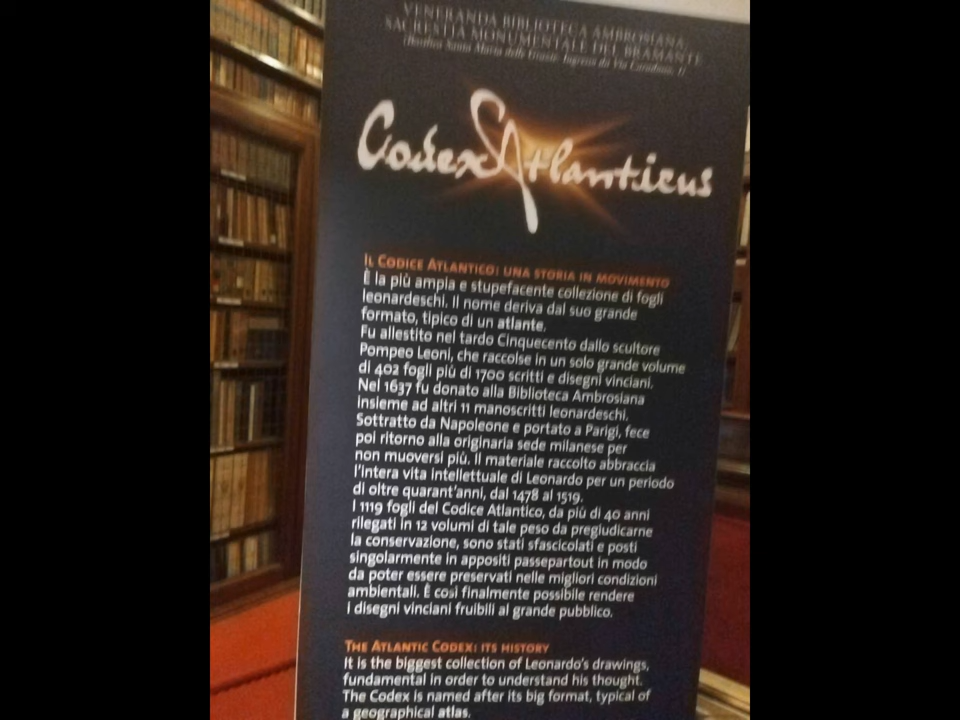 VENERANDA BIBLIOTECA AMBROSIANA
SACRESTIA MONUMENTALE DEL BRAMANTE
(Basilica Santa Maria delle Grazie. Ingresso da Via Caradosso, 1)
Codex Atlanticus
IL CODICE ATLANTICO: UNA STORIA IN MOVIMENTO
È la più ampia e stupefacente collezione di fogli
leonardeschi. Il nome deriva dal suo grande
formato, tipico di un atlante.
Fu allestito nel tardo Cinquecento dallo scultore
Pompeo Leoni, che raccolse in un solo grande volume
di 402 fogli più di 1700 scritti e disegni vinciani.
Nel 1637 fu donato alla Biblioteca Ambrosiana
insieme ad altri 11 manoscritti leonardeschi.
Sottratto da Napoleone e portato a Parigi, fece
poi ritorno alla originaria sede milanese per
non muoversi più. Il materiale raccolto abbraccia
l'intera vita intellettuale di Leonardo per un periodo
di oltre quarant'anni, dal 1478 al 1519.
I 1119 fogli del Codice Atlantico, da più di 40 anni
rilegati in 12 volumi di tale peso da pregiudicarne
la conservazione, sono stati sfascicolati e posti
singolarmente in appositi passepartout in modo
da poter essere preservati nelle migliori condizioni
ambientali. È così finalmente possibile rendere
i disegni vinciani fruibili al grande pubblico.
THE ATLANTIC CODEX: ITS HISTORY
It is the biggest collection of Leonardo's drawings,
fundamental in order to understand his thought.
The Codex is named after its big format, typical of
a geographical atlas.